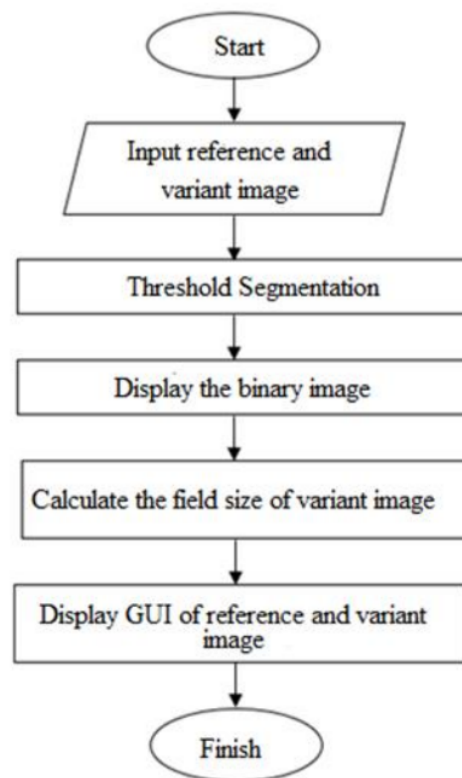 Start
Input reference and
variant image
Threshold Segmentation
Display the binary image
Calculate the field size of variant image
Display GUI of reference and variant
image
Finish